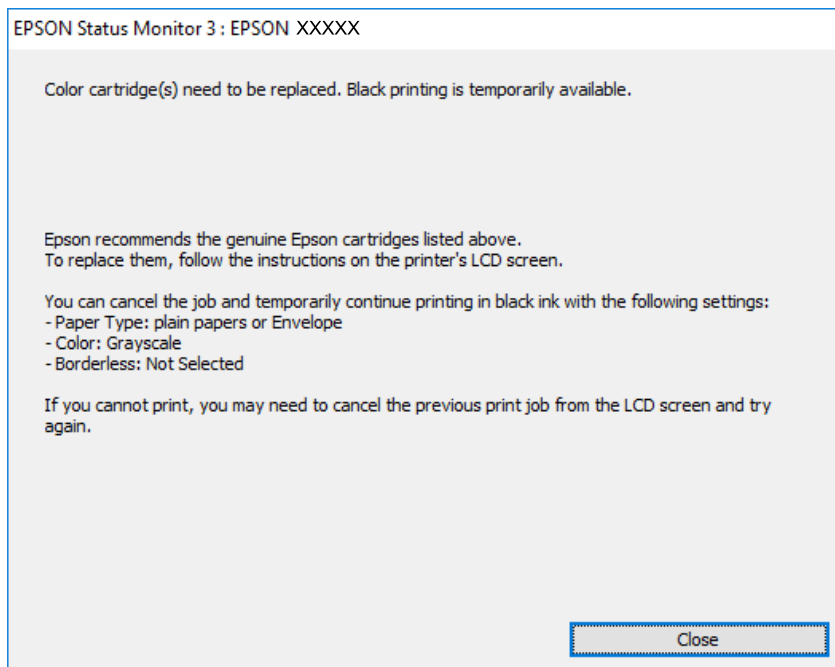 EPSON Status Monitor 3 : EPSON XXXXX
Color cartridge(s) need to be replaced. Black printing is temporarily available.
Epson recommends the genuine Epson cartridges listed above.
To replace them, follow the instructions on the printer's LCD screen.
You can cancel the job and temporarily continue printing in black ink with the following settings:
- Paper Type: plain papers or Envelope
- Color: Grayscale
- Borderless: Not Selected
If you cannot print, you may need to cancel the previous print job from the LCD screen and try
again.
Close